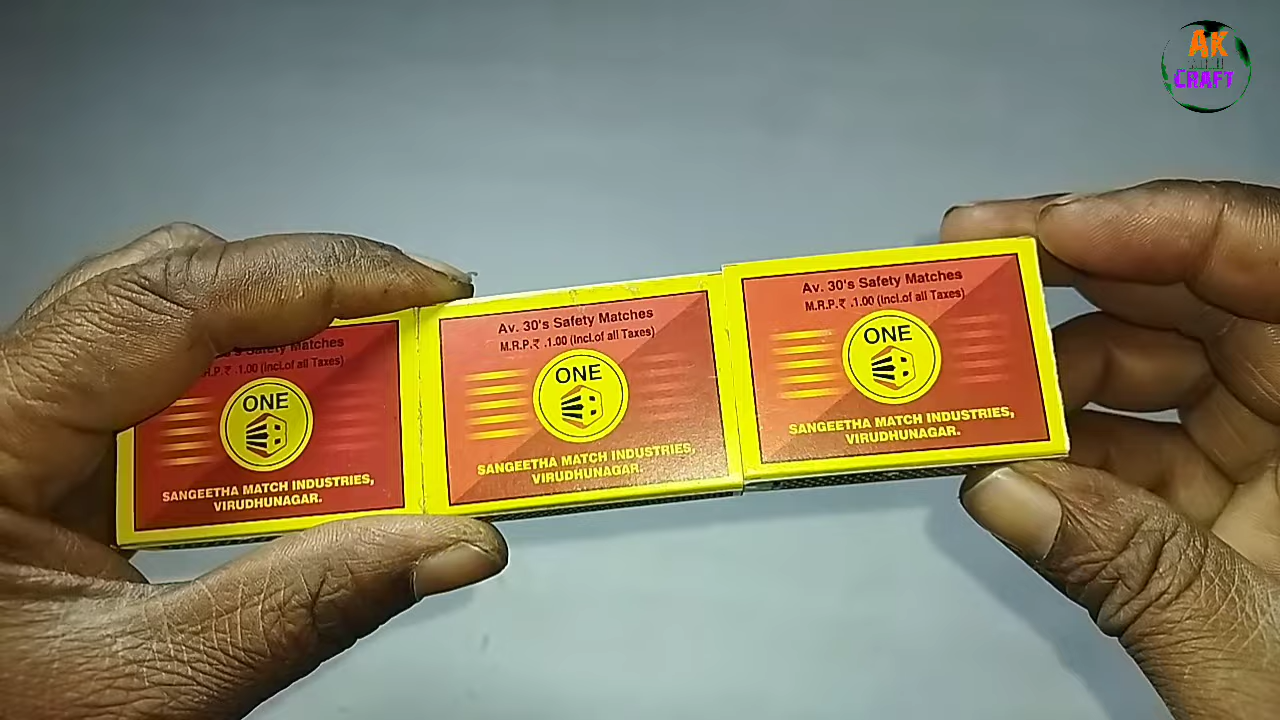 AK
CRAFT
Safety Matches
.1.00 (Incl.of all Taxes)
ONE
SANGEETHA MATCH INDUSTRIES,
VIRUDHUNAGAR.
Av. 30's Safety Matches
M.R.P.₹ .1.00 (Incl.of all Taxes)
ONE
SANGEETHA MATCH INDUSTRIES,
VIRUDHUNAGAR.
Av. 30's Safety Matches
M.R.P.₹ .1.00 (Incl.of all Taxes)
ONE
SANGEETHA MATCH INDUSTRIES,
VIRUDHUNAGAR.